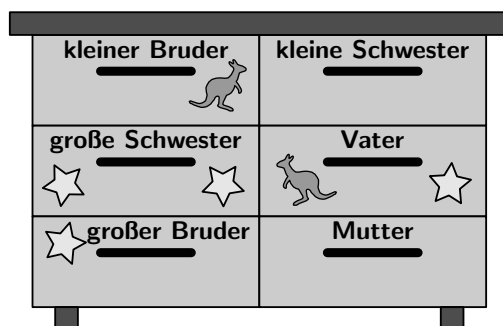 kleiner Bruder
kleine Schwester
große Schwester
Vater
großer Bruder
Mutter